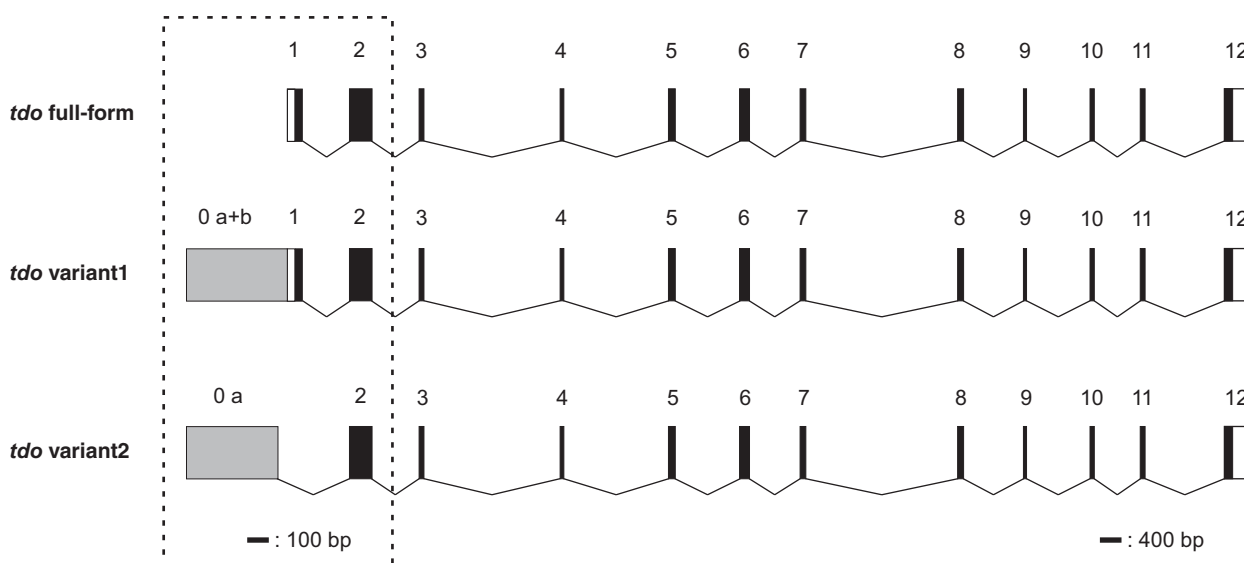 1 2 3 4 5 6 7 8 9 10 11 12
tdo full-form
0 a+b 1 2 3 4 5 6 7 8 9 10 11 12
tdo variant1
0 a 2 3 4 5 6 7 8 9 10 11 12
tdo variant2
: 100 bp : 400 bp